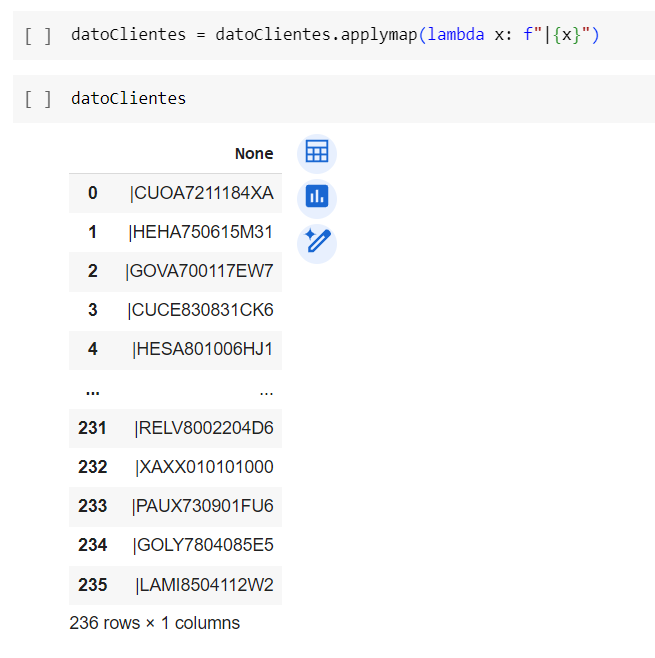 [ ] datoClientes = datoClientes.applymap(lambda x: f"|{x}")
[ ] datoClientes
None
0 |CUOA7211184XA
1 |HEHA750615M31
2 |GOVA700117EW7
3 |CUCE830831CK6
4 |HESA801006HJ1
... ...
231 |RELV8002204D6
232 |XAXX010101000
233 |PAUX730901FU6
234 |GOLY7804085E5
235 |LAMI8504112W2
236 rows × 1 columns